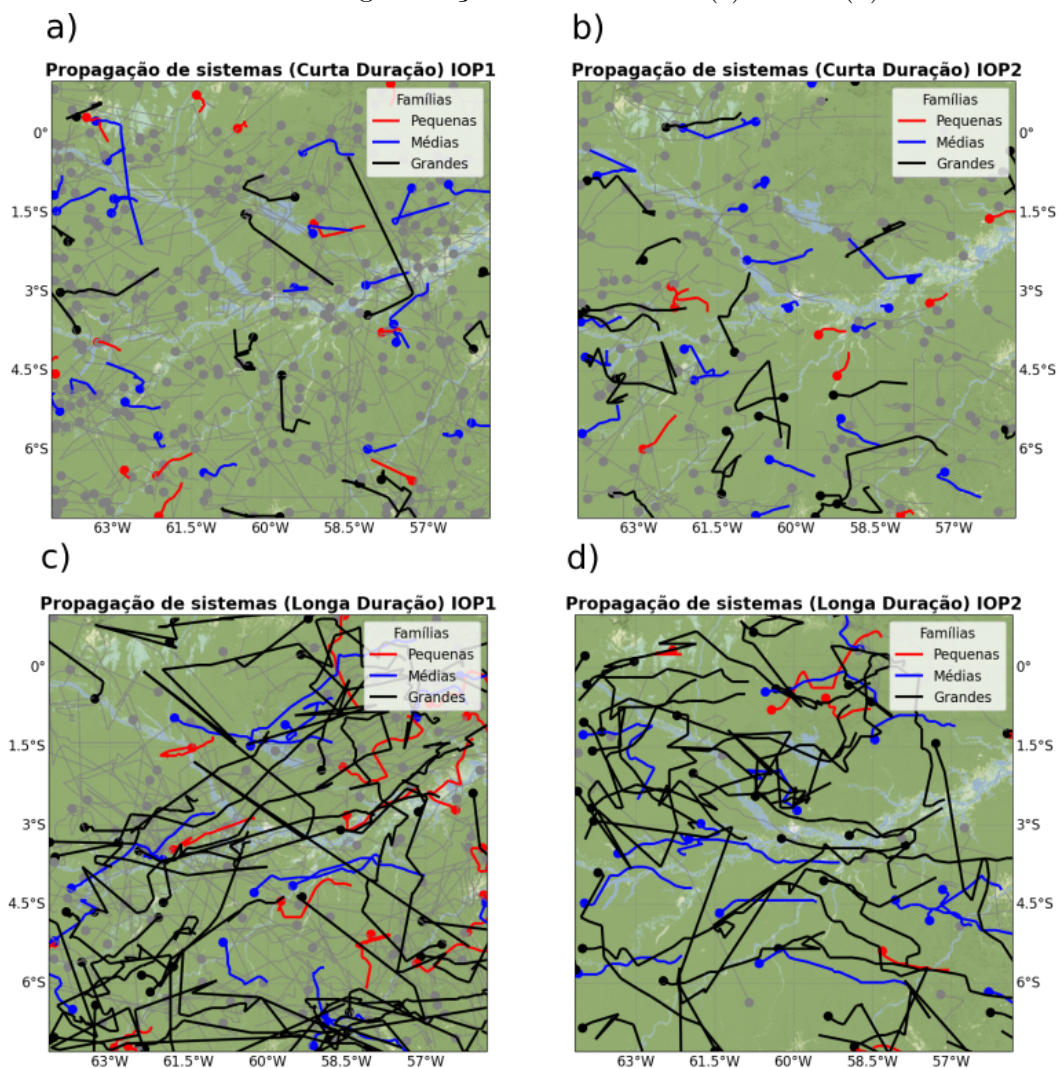 a)
b)
Propagação de sistemas (Curta Duração) IOP1
Propagação de sistemas (Curta Duração) IOP2
Famílias
Pequenas
Médias
Grandes
Famílias
Pequenas
Médias
Grandes
0°
1.5°S
3°S
4.5°S
6°S
0°
1.5°S
3°S
4.5°S
6°S
63°W 61.5°W 60°W 58.5°W 57°W
63°W 61.5°W 60°W 58.5°W 57°W
c)
d)
Propagação de sistemas (Longa Duração) IOP1
Propagação de sistemas (Longa Duração) IOP2
Famílias
Pequenas
Médias
Grandes
Famílias
Pequenas
Médias
Grandes
0°
1.5°S
3°S
4.5°S
6°S
0°
1.5°S
3°S
4.5°S
6°S
63°W 61.5°W 60°W 58.5°W 57°W
63°W 61.5°W 60°W 58.5°W 57°W